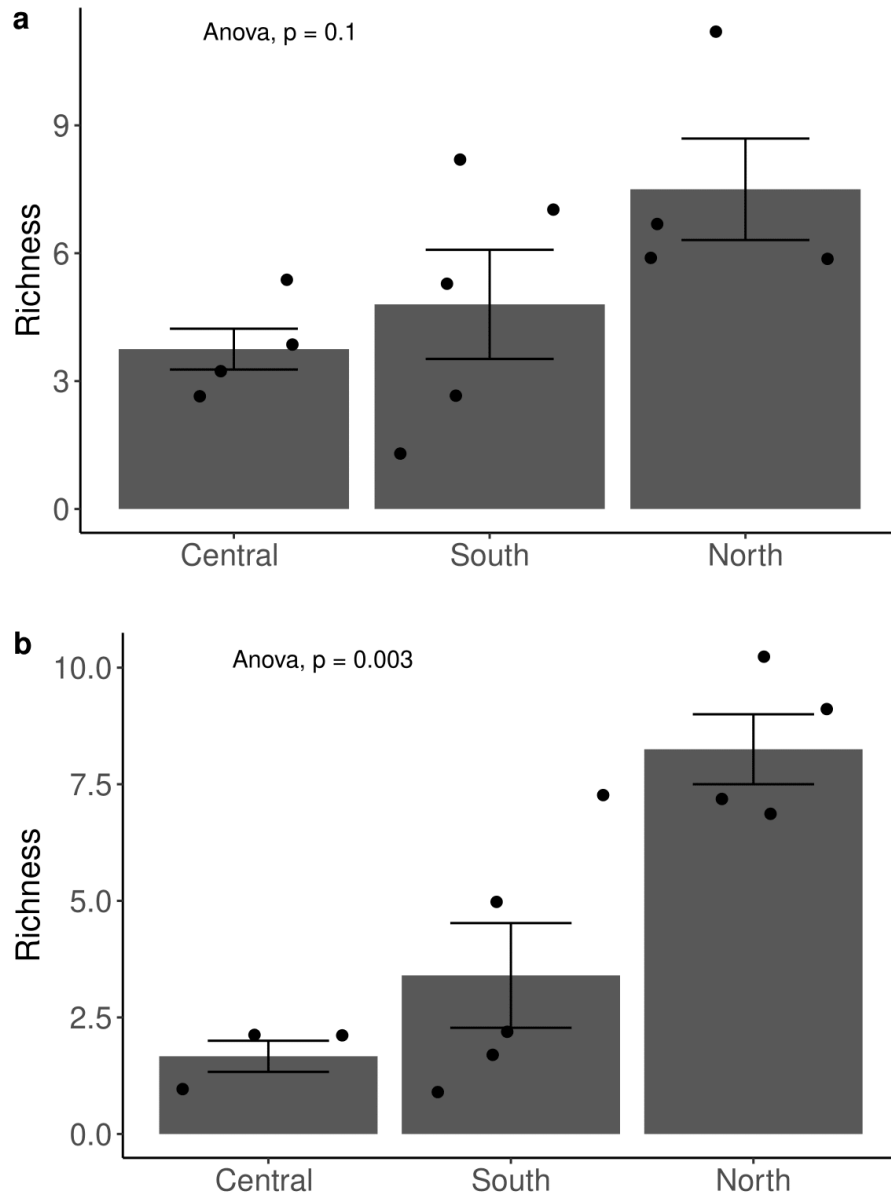 a
Anova, p = 0.1
9
6
3
0
Richness
Central South North
b
Anova, p = 0.003
10.0
7.5
5.0
2.5
0.0
Richness
Central South North